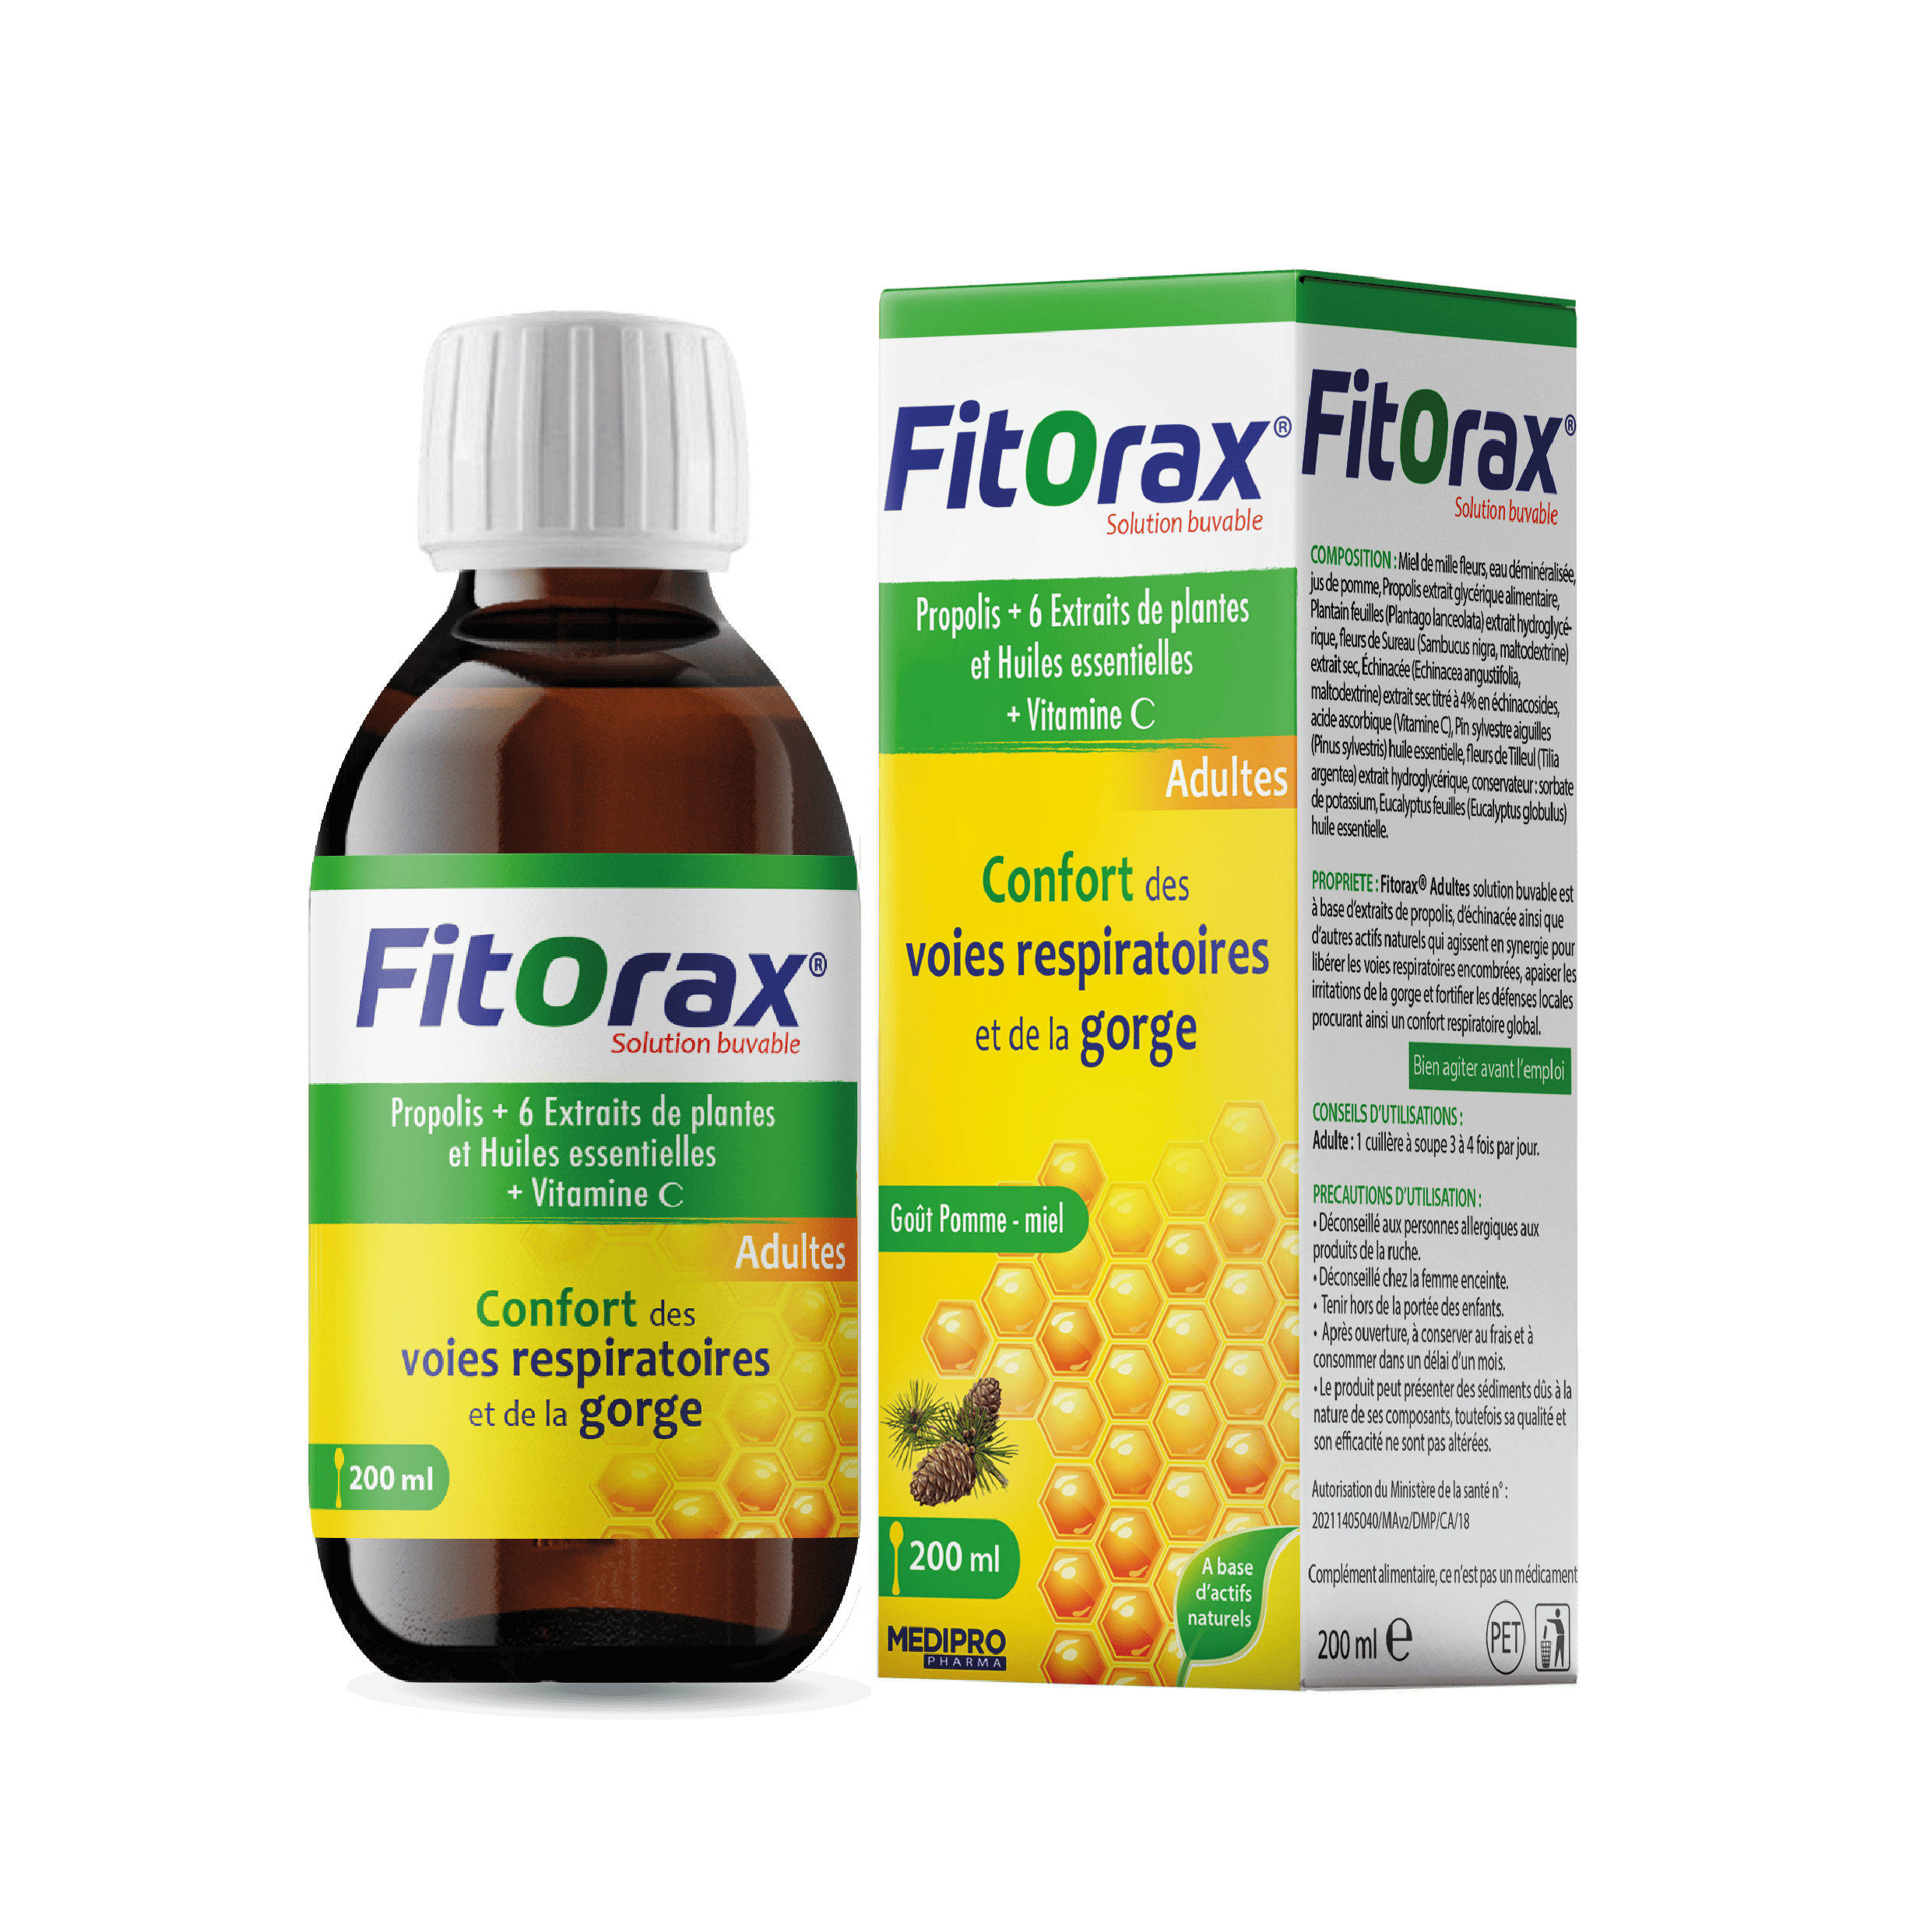 Fitorax®
Solution buvable
Propolis + 6 Extraits de plantes
et Huiles essentielles
+ Vitamine C
Adultes
Confort des
voies respiratoires
et de la gorge
200 ml
Fitorax®
Solution buvable
Propolis + 6 Extraits de plantes
et Huiles essentielles
+ Vitamine C
Adultes
Confort des
voies respiratoires
et de la gorge
Goût Pomme - miel
200 ml
A base
d'actifs
naturels
MEDIPRO
PHARMA
Fitorax®
Solution buvable
COMPOSITION : Miel de mille fleurs, eau déminéralisée,
jus de pomme, Propolis extrait glycérique alimentaire,
Plantain feuilles (Plantago lanceolata) extrait hydroglycé-
rique, fleurs de Sureau (Sambucus nigra, maltodextrine)
extrait sec, Échinacée (Echinacea angustifolia,
maltodextrine) extrait sec titré à 4% en échinacosides,
acide ascorbique (Vitamine C), Pin sylvestre aiguilles
(Pinus sylvestris) huile essentielle, fleurs de Tilleul (Tilia
argentea) extrait hydroglycérique, conservateur : sorbate
de potassium, Eucalyptus feuilles (Eucalyptus globulus)
huile essentielle.
PROPRIETE : Fitorax® Adultes solution buvable est
à base d'extraits de propolis, d'échinacée ainsi que
d'autres actifs naturels qui agissent en synergie pour
libérer les voies respiratoires encombrées, apaiser les
irritations de la gorge et fortifier les défenses locales
procurant ainsi un confort respiratoire global.
Bien agiter avant l'emploi
CONSEILS D'UTILISATIONS :
Adulte : 1 cuillère à soupe 3 à 4 fois par jour.
PRECAUTIONS D'UTILISATION :
• Déconseillé aux personnes allergiques aux
produits de la ruche.
• Déconseillé chez la femme enceinte.
• Tenir hors de la portée des enfants.
• Après ouverture, à conserver au frais et à
consommer dans un délai d'un mois.
• Le produit peut présenter des sédiments dûs à la
nature de ses composants, toutefois sa qualité et
son efficacité ne sont pas altérées.
Autorisation du Ministère de la santé n° :
20211405040/MAv2/DMP/CA/18
Complément alimentaire, ce n'est pas un médicament
200 ml e
PET